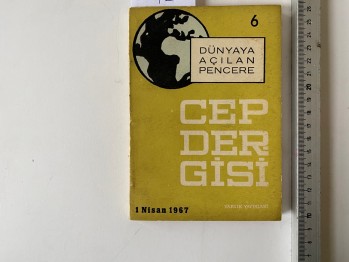 6
DÜNYAYA
AÇILAN
PENCERE
CEP
DER
GİSİ
1 Nisan 1967